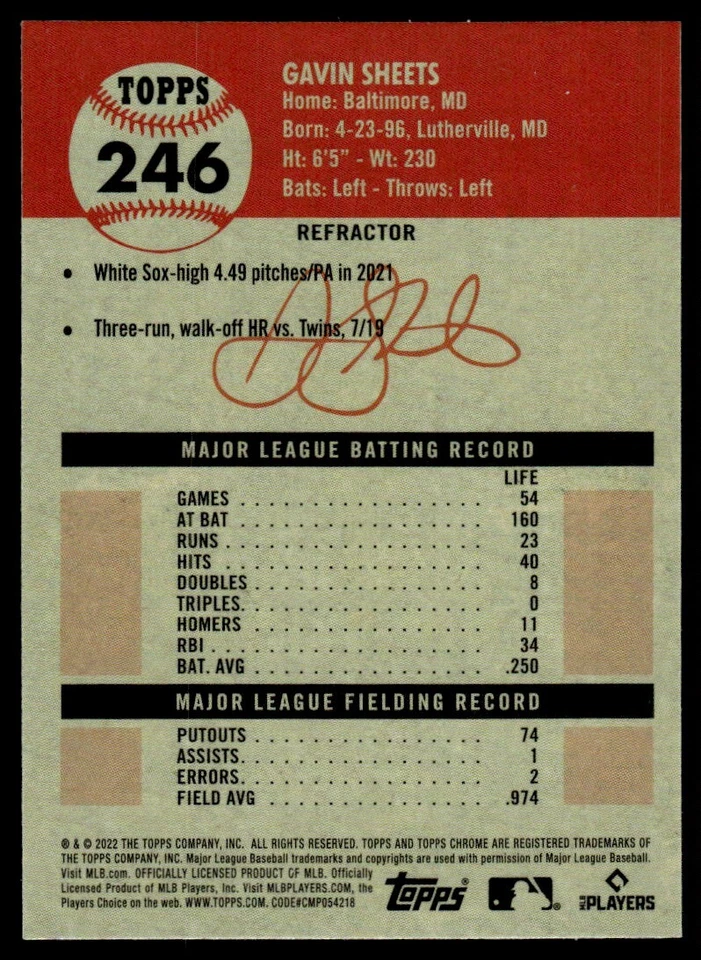 TOPPS
246
GAVIN SHEETS
Home: Baltimore, MD
Born: 4-23-96, Lutherville, MD
Ht: 6'5" - Wt: 230
Bats: Left - Throws: Left
REFRACTOR
• White Sox-high 4.49 pitches/PA in 2021
• Three-run, walk-off HR vs. Twins, 7/19
MAJOR LEAGUE BATTING RECORD
LIFE
GAMES . . . . . . . . . . . . . . . . 54
AT BAT . . . . . . . . . . . . . . . . 160
RUNS . . . . . . . . . . . . . . . . . 23
HITS . . . . . . . . . . . . . . . . . 40
DOUBLES . . . . . . . . . . . . . . . 8
TRIPLES. . . . . . . . . . . . . . . . 0
HOMERS . . . . . . . . . . . . . . . 11
RBI . . . . . . . . . . . . . . . . . . 34
BAT. AVG . . . . . . . . . . . . . . . .250
MAJOR LEAGUE FIELDING RECORD
PUTOUTS . . . . . . . . . . . . . . . 74
ASSISTS. . . . . . . . . . . . . . . . 1
ERRORS. . . . . . . . . . . . . . . . 2
FIELD AVG . . . . . . . . . . . . . . .974
® & © 2022 THE TOPPS COMPANY, INC. ALL RIGHTS RESERVED. TOPPS AND TOPPS CHROME ARE REGISTERED TRADEMARKS OF
THE TOPPS COMPANY, INC. Major League Baseball trademarks and copyrights are used with permission of Major League Baseball.
Visit MLB.com. OFFICIALLY LICENSED PRODUCT OF MLB. Officially
Licensed Product of MLB Players, Inc. Visit MLBPLAYERS.COM, the
Players Choice on the web. WWW.TOPPS.COM. CODE#CMP054218
Topps®
MLB PLAYERS